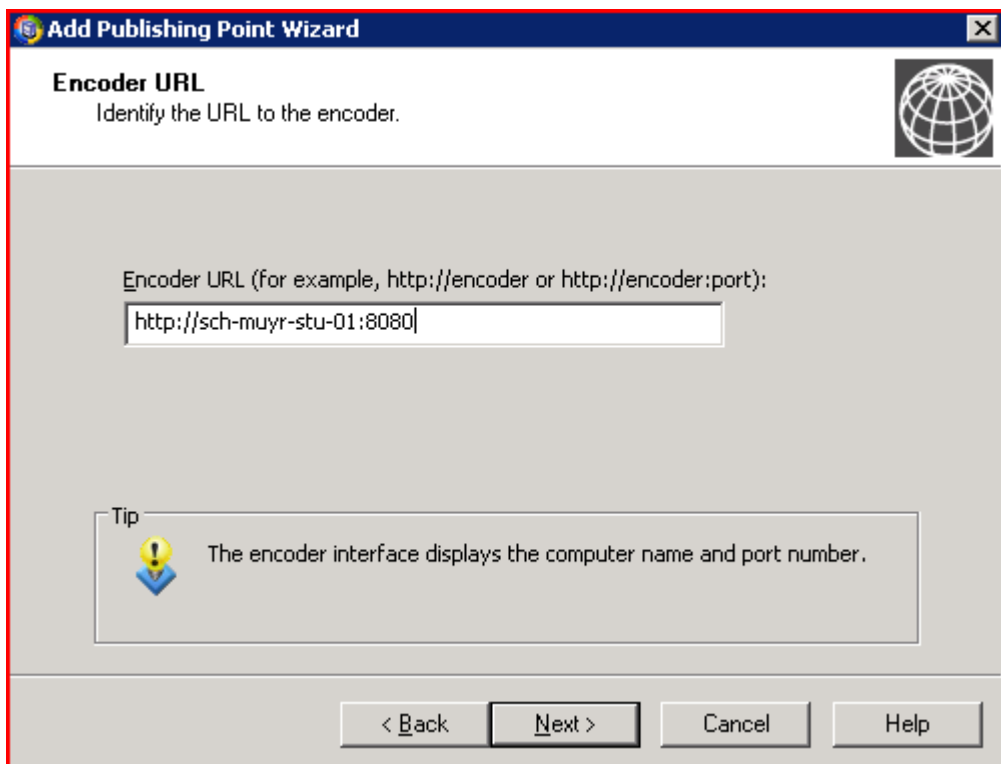 Add Publishing Point Wizard
Encoder URL
Identify the URL to the encoder.
Encoder URL (for example, http://encoder or http://encoder:port):
http://sch-muyr-stu-01:8080
Tip
The encoder interface displays the computer name and port number.
< Back
Next >
Cancel
Help